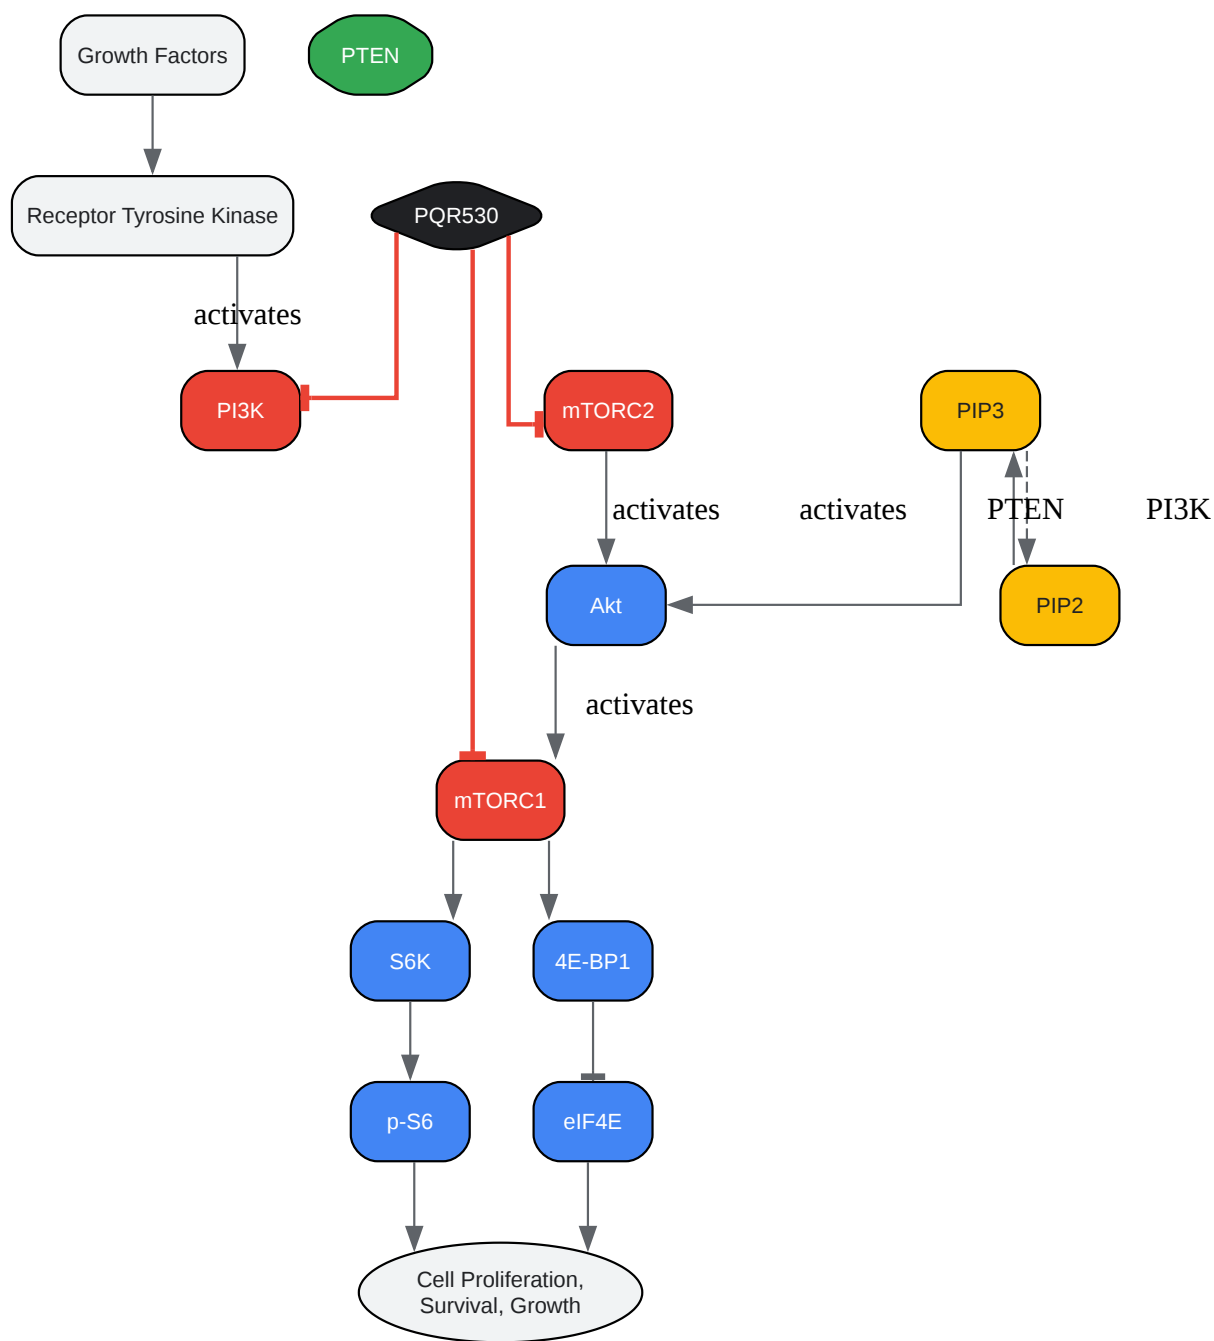 Growth Factors
PTEN
Receptor Tyrosine Kinase
PQR530
activates
PI3K
mTORC2
PIP3
activates
activates
PTEN
PI3K
Akt
PIP2
activates
mTORC1
S6K
4E-BP1
p-S6
eIF4E
Cell Proliferation,
Survival, Growth